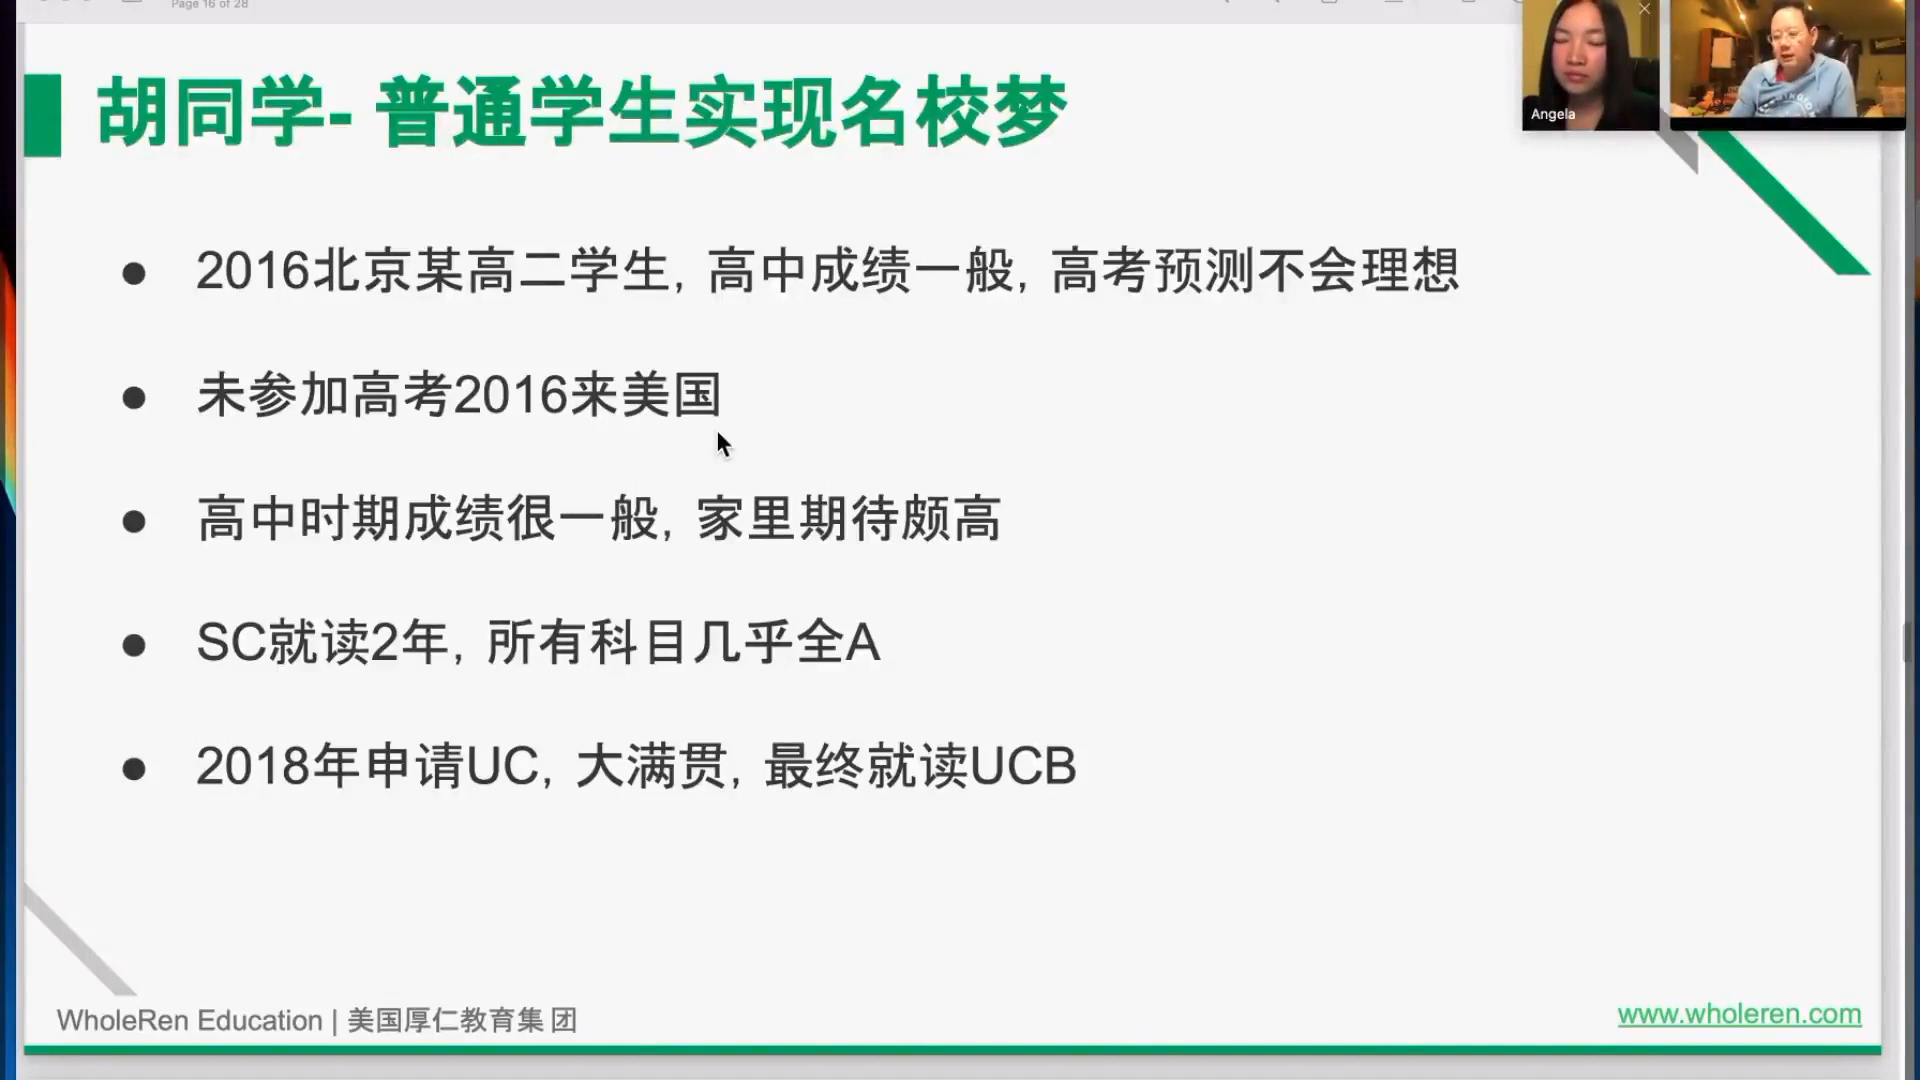 Page 16 of 28
Angela
胡同学- 普通学生实现名校梦
● 2016北京某高二学生, 高中成绩一般, 高考预测不会理想
● 未参加高考2016来美国
● 高中时期成绩很一般, 家里期待颇高
● SC就读2年, 所有科目几乎全A
● 2018年申请UC, 大满贯, 最终就读UCB
WholeRen Education | 美国厚仁教育集 团
www.wholeren.com